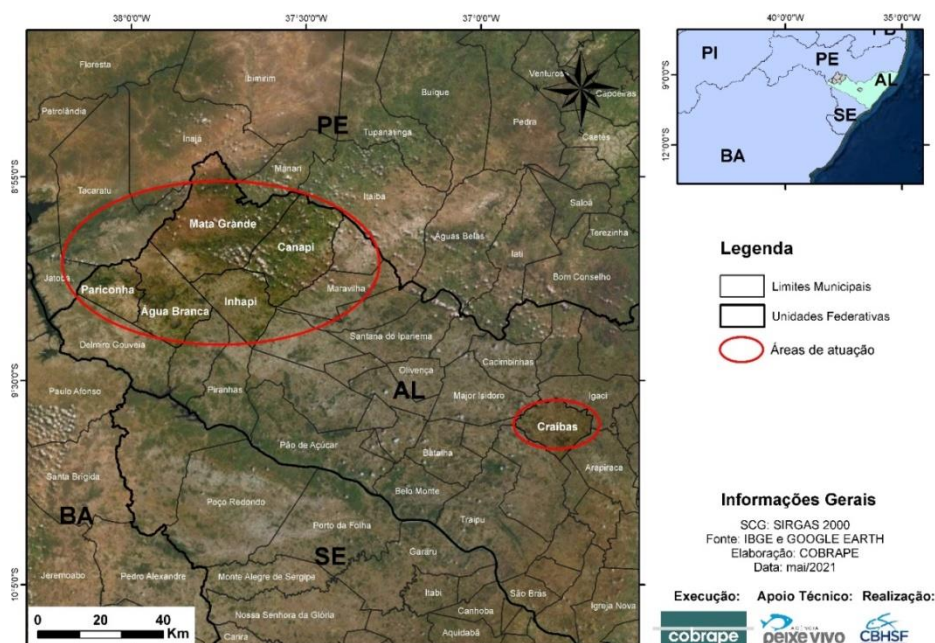 38°0'0"W
37°30'0"W
37°0'0"W
40°0'0"W
35°0'0"W
Floresta
Ibimirim
Buíque
Venturosa
Capoeiras
Petrolândia
PE
Pedra
Inajá
Tupanatinga
Caetés
8°55'0"S
Manari
Tacaratu
Itaíba
Saloá
Terezinha
Mata Grande
Águas Belas
Canapi
Iati
Bom Conselho
Jatobá
Pariconha
Maravilha
Inhapi
Água Branca
Santana do Ipanema
Delmiro Gouveia
Cacimbinhas
Olivença
9°30'0"S
Paulo Afonso
Piranhas
AL
Major Isidoro
Igaci
Craíbas
Pão de Açúcar
Batalha
Arapiraca
Santa Brígida
Belo Monte
Poço Redondo
BA
Traipu
Porto da Folha
SE
Gararu
10°5'0"S
Jeremoabo
Pedro Alexandre
Monte Alegre de Sergipe
Itabi
São Brás
Canhoba
Igreja Nova
Nossa Senhora da Glória
Aquidabã
Carira
0 20 40
Km
PI
PE
PB
AL
SE
BA
9°0'0"S
12°0'0"S
Legenda
Limites Municipais
Unidades Federativas
Áreas de atuação
Informações Gerais
SCG: SIRGAS 2000
Fonte: IBGE e GOOGLE EARTH
Elaboração: COBRAPE
Data: mai/2021
Execução: Apoio Técnico: Realização:
cobrape
peixe vivo
CBHSF